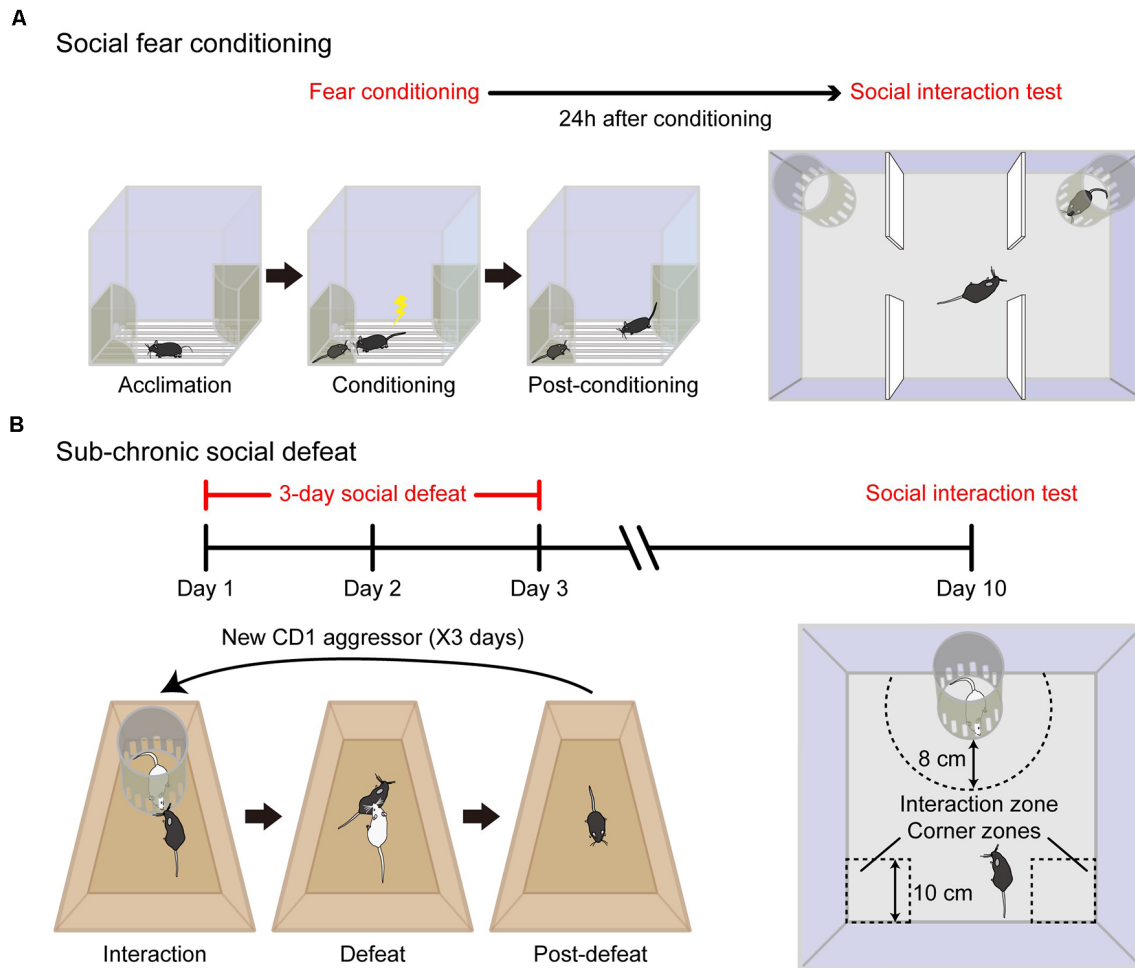 A
Social fear conditioning
Fear conditioning
Social interaction test
24h after conditioning
Acclimation
Conditioning
Post-conditioning
B
Sub-chronic social defeat
3-day social defeat
Social interaction test
Day 1
Day 2
Day 3
Day 10
New CD1 aggressor (X3 days)
8 cm
Interaction zone
Corner zones
10 cm
Interaction
Defeat
Post-defeat